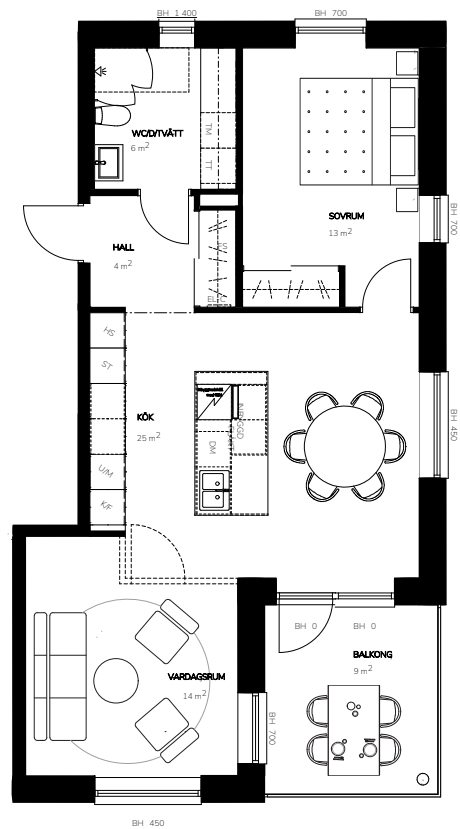 BH 1 400
BH 700
TM
TT
WC/D/TVÄTT
6 m²
SOVRUM
13 m²
BH 700
HALL
4 m²
HS
ST
KÖK
25 m²
DM
BH 450
U/M
K/F
BH 0
BH 0
VARDAGSRUM
14 m²
BALKONG
9 m²
BH 700
BH 450